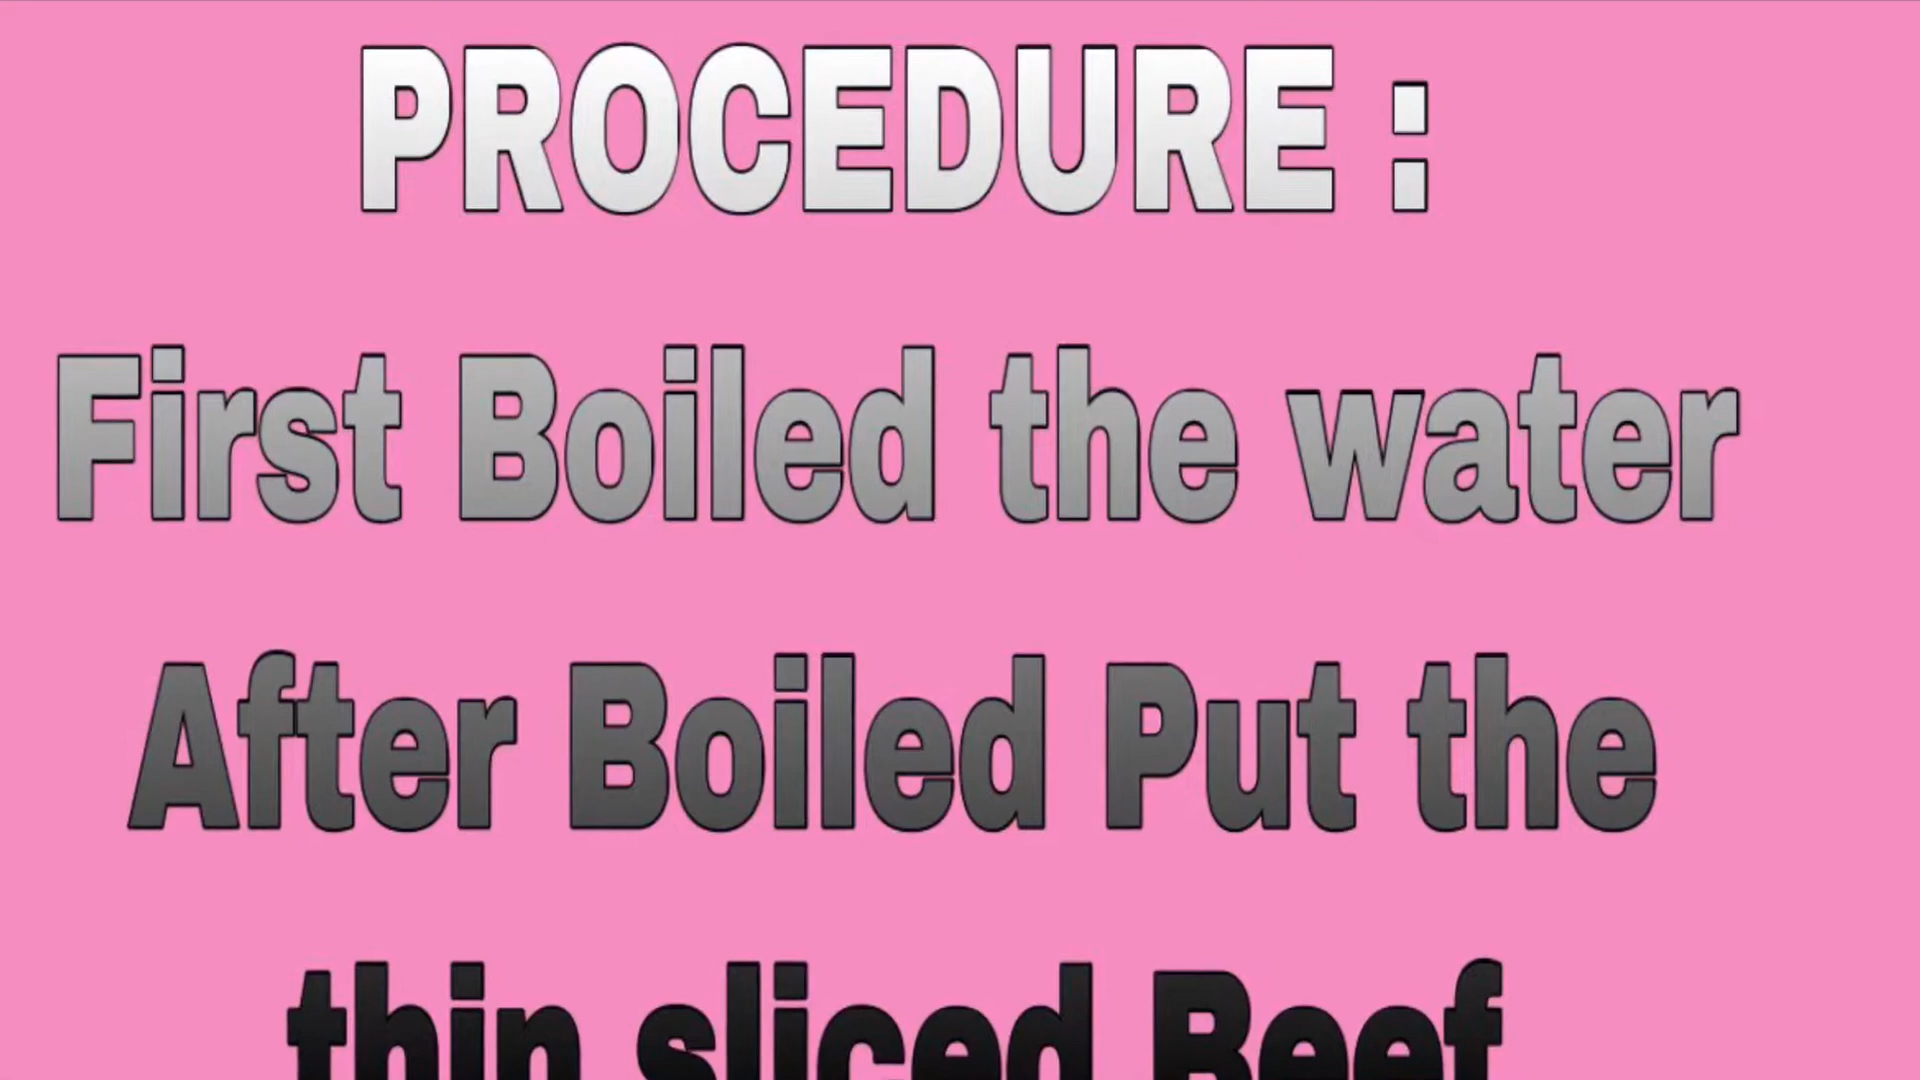 PROCEDURE :
First Boiled the water
After Boiled Put the
thin sliced Beef